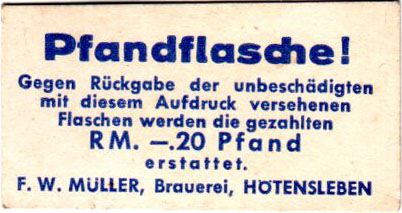 Pfandflasche!
Gegen Rückgabe der unbeschädigten
mit diesem Aufdruck versehenen
Flaschen werden die gezahlten
RM. —.20 Pfand
erstattet.
F. W. MÜLLER, Brauerei, HÖTENSLEBEN